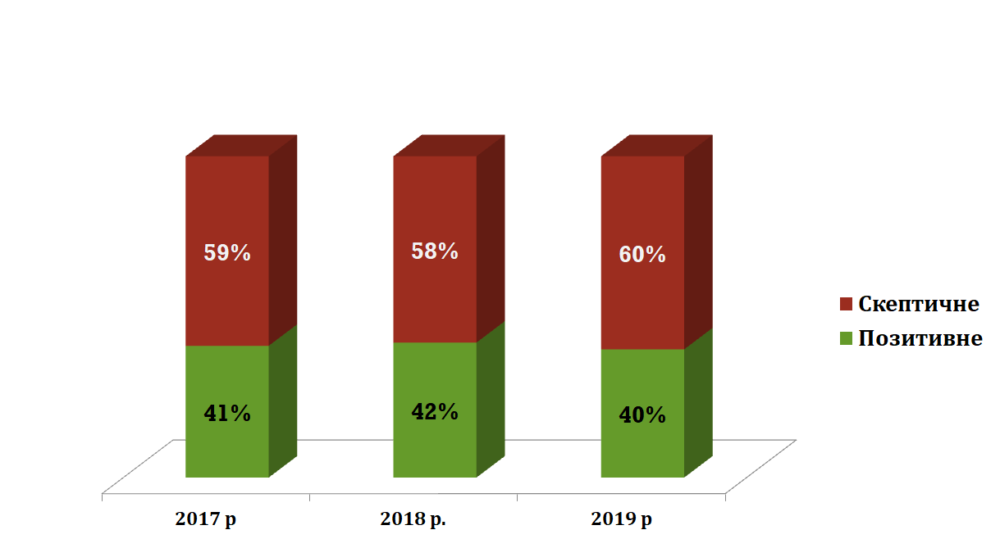 59%
58%
60%
Скептичне
Позитивне
41%
42%
40%
2017 р
2018 р.
2019 р